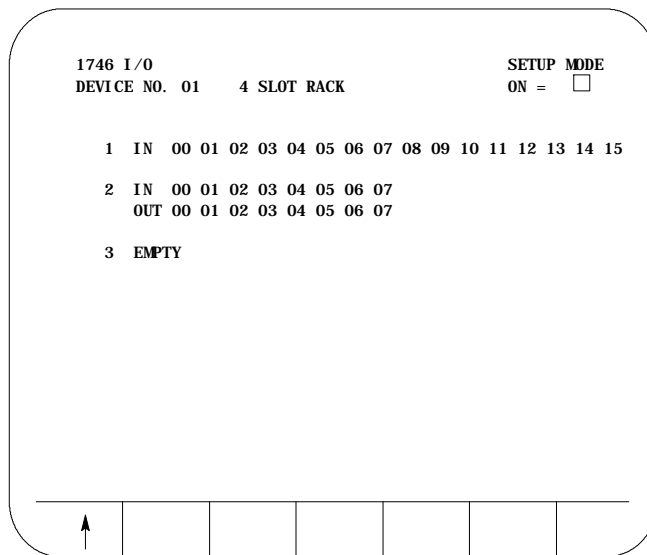 1746 I/O SETUP MODE
DEVICE NO. 01 4 SLOT RACK ON =
1 IN 00 01 02 03 04 05 06 07 08 09 10 11 12 13 14 15
2 IN 00 01 02 03 04 05 06 07
OUT 00 01 02 03 04 05 06 07
3 EMPTY